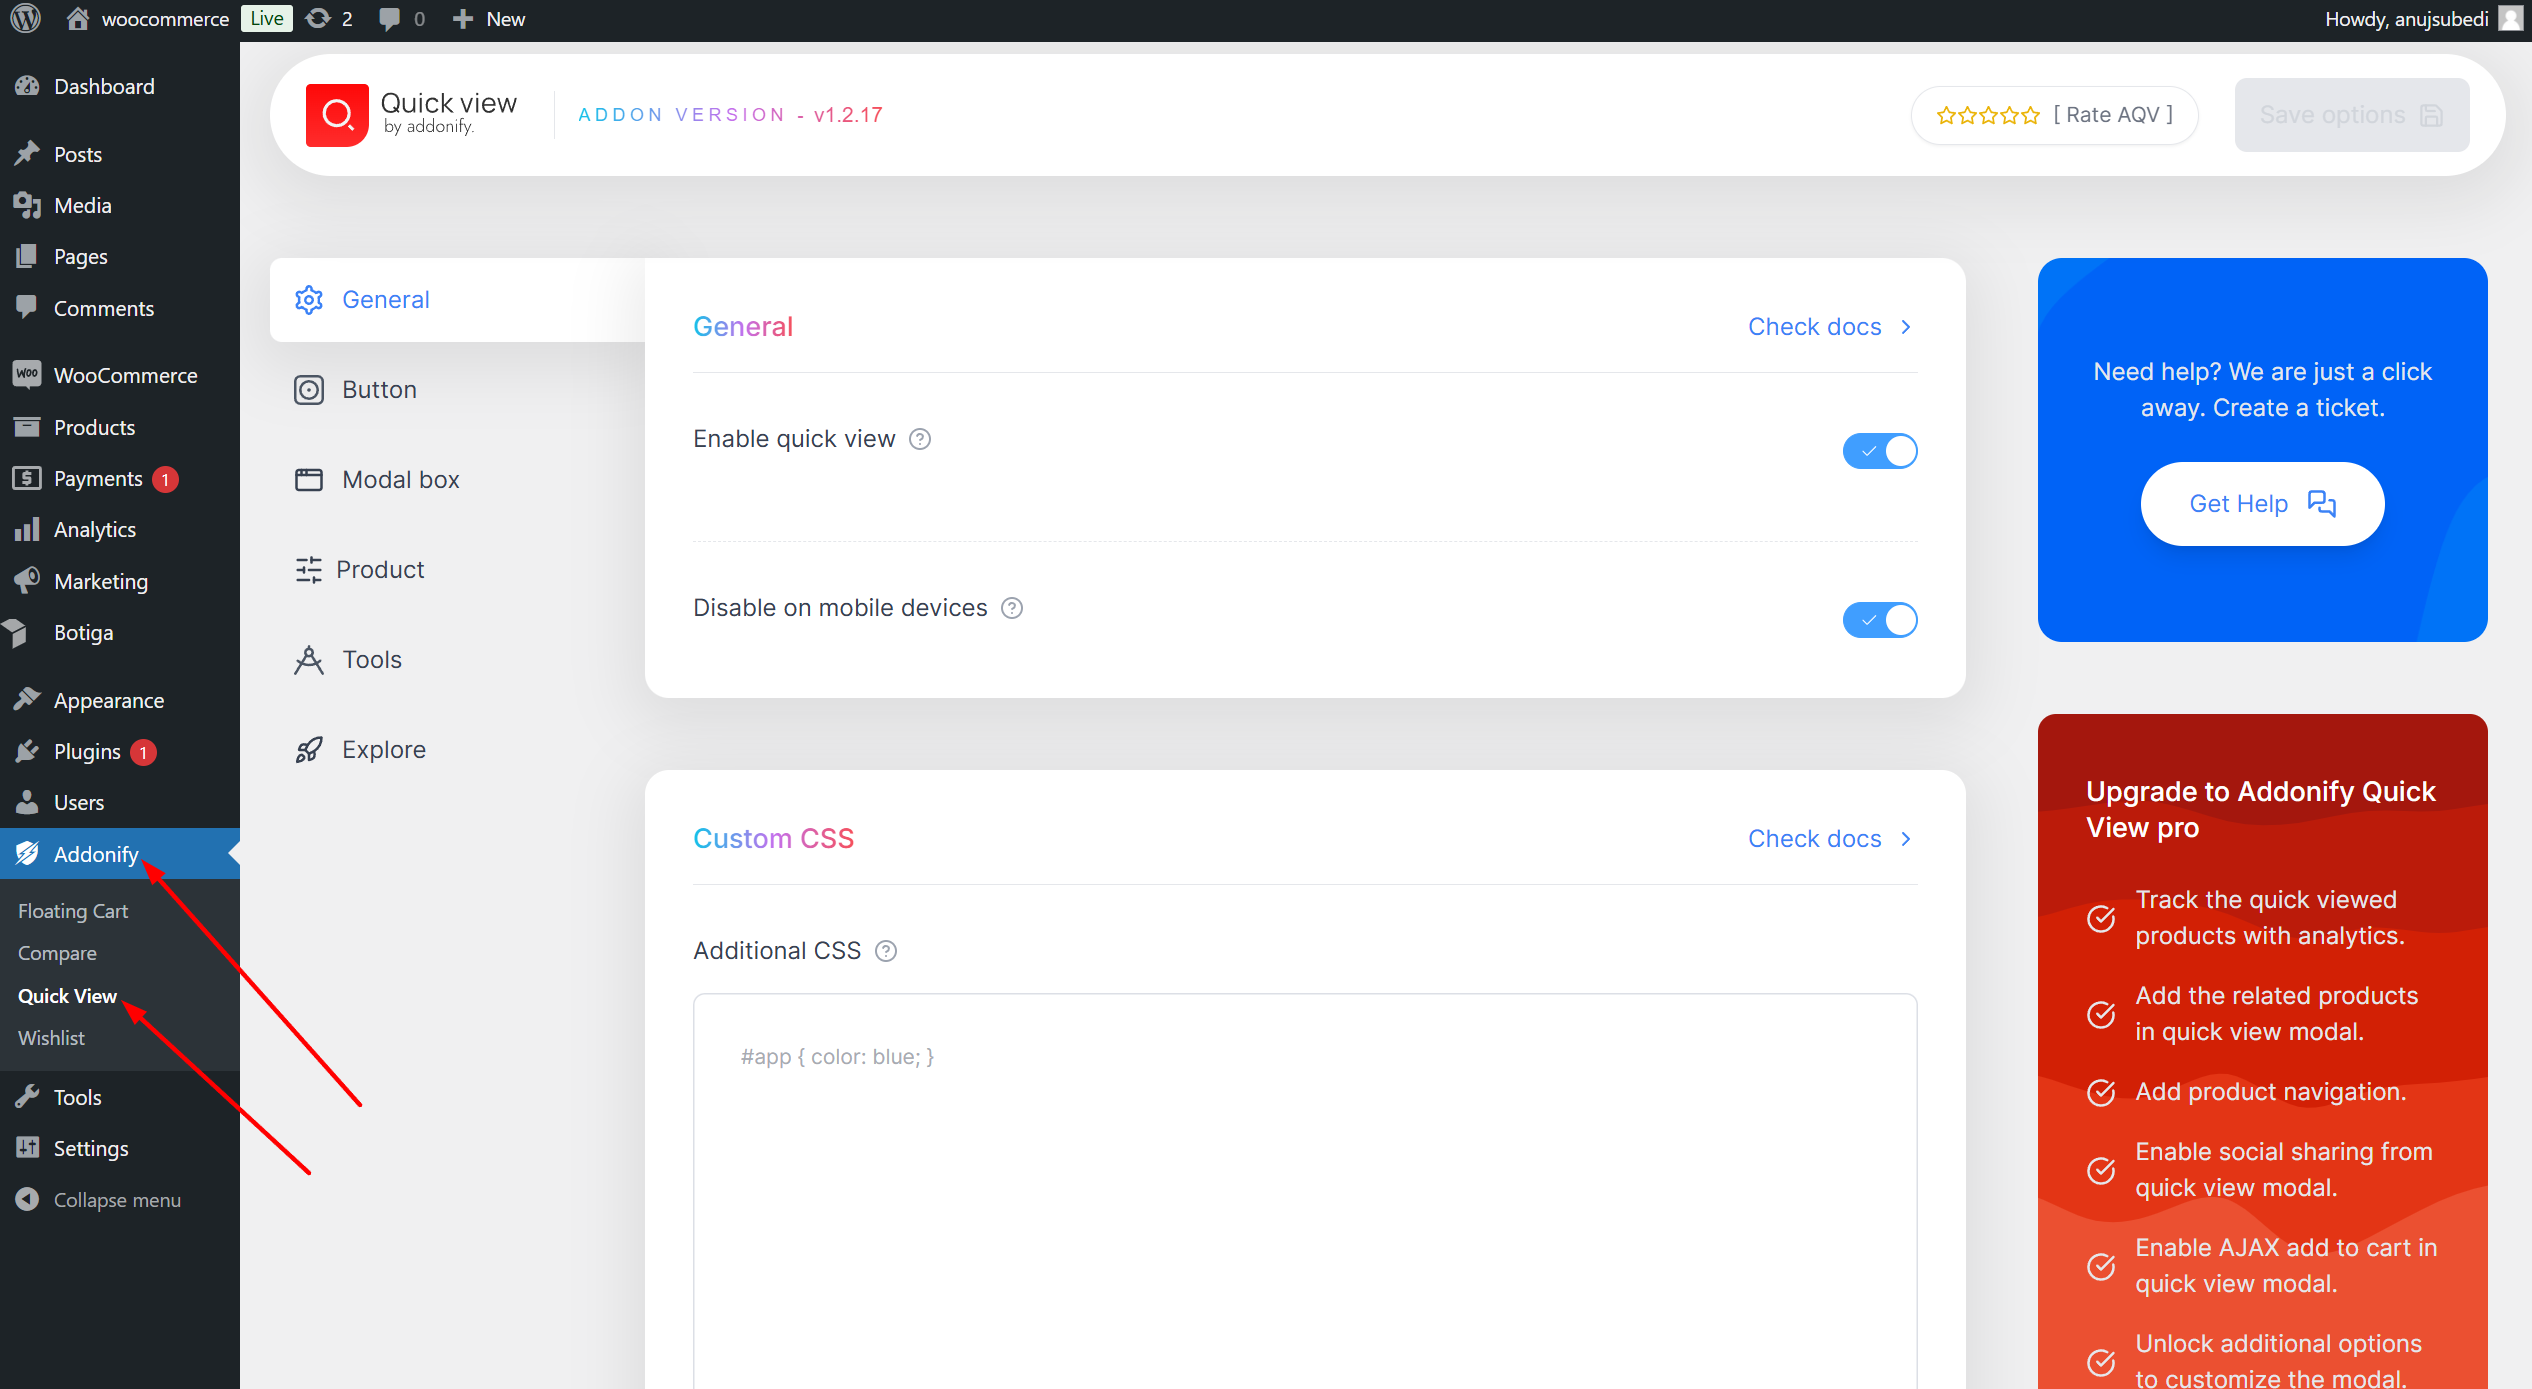 woocommerce Live 2 0 New Howdy, anujsubedi
Dashboard
Posts
Media
Pages
Comments
WooCommerce
Products
Payments 1
Analytics
Marketing
Botiga
Appearance
Plugins 1
Users
Addonify
Floating Cart
Compare
Quick View
Wishlist
Tools
Settings
Collapse menu
Quick view
by addonify.
ADDON VERSION - v1.2.17
[ Rate AQV ]
Save options
General
Button
Modal box
Product
Tools
Explore
General
Check docs
Enable quick view
Disable on mobile devices
Custom CSS
Check docs
Additional CSS
#app { color: blue; }
Need help? We are just a click
away. Create a ticket.
Get Help
Upgrade to Addonify Quick
View pro
Track the quick viewed
products with analytics.
Add the related products
in quick view modal.
Add product navigation.
Enable social sharing from
quick view modal.
Enable AJAX add to cart in
quick view modal.
Unlock additional options
to customize the modal.